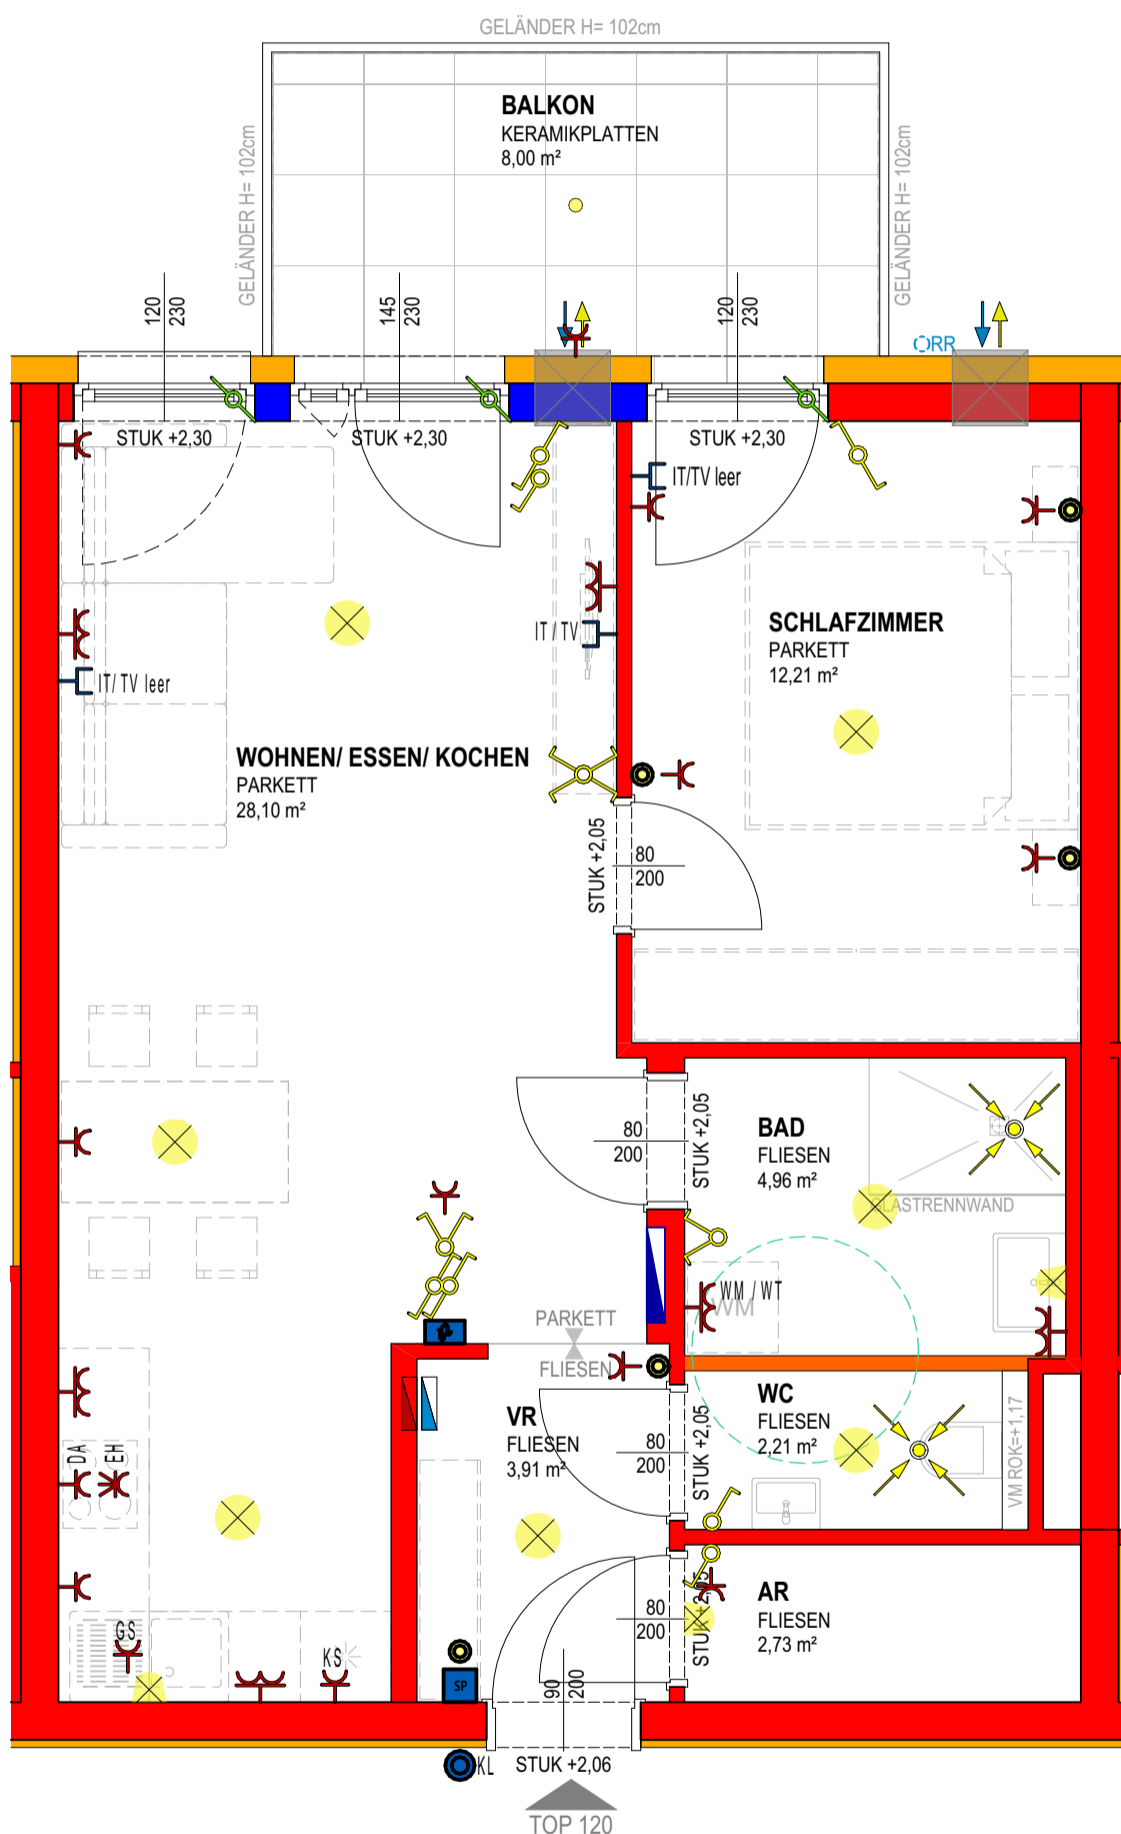 GELÄNDER H= 102cm
BALKON
KERAMIKPLATTEN
8,00 m²
GELÄNDER H= 102cm
GELÄNDER H= 102cm
120
230
145
230
120
230
RR
STUK +2,30
STUK +2,30
STUK +2,30
IT/TV leer
IT / TV
IT/ TV leer
SCHLAFZIMMER
PARKETT
12,21 m²
WOHNEN/ ESSEN/ KOCHEN
PARKETT
28,10 m²
STUK +2,05
80
200
80
200
STUK +2,05
BAD
FLIESEN
4,96 m²
GLASTRENNWAND
WM / WT
WM
PARKETT
FLIESEN
VR
FLIESEN
3,91 m²
80
200
STUK +2,05
WC
FLIESEN
2,21 m²
VM ROK=+1,17
DA
EH
GS
KS
SP
80
200
STUK +2,05
AR
FLIESEN
2,73 m²
90
200
KL
STUK +2,06
TOP 120